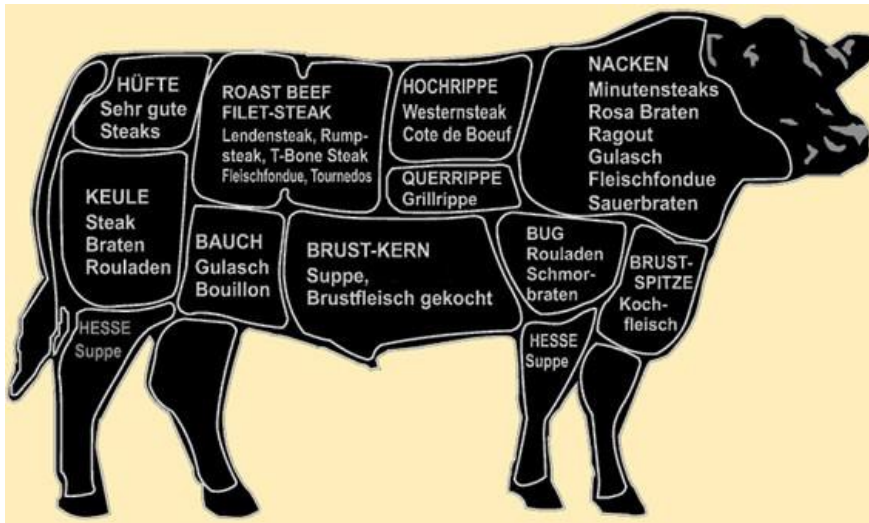 HÜFTE
Sehr gute
Steaks
ROAST BEEF
FILET-STEAK
Lendensteak, Rump-
steak, T-Bone Steak
Fleischfondue, Tournedos
HOCHRIPPE
Westernsteak
Cote de Boeuf
NACKEN
Minutensteaks
Rosa Braten
Ragout
Gulasch
Fleischfondue
Sauerbraten
QUERRIPPE
Grillrippe
KEULE
Steak
Braten
Rouladen
BAUCH
Gulasch
Bouillon
BRUST-KERN
Suppe,
Brustfleisch gekocht
BUG
Rouladen
Schmor-
braten
BRUST-
SPITZE
Koch-
fleisch
HESSE
Suppe
HESSE
Suppe